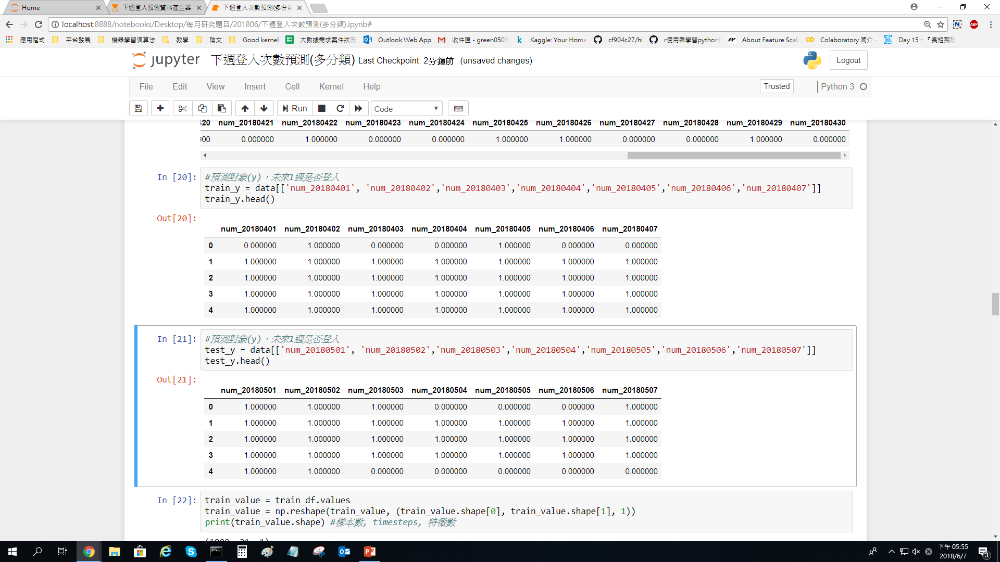 Home
下週登入預測資料產生器
下週登入次數預測(多分類
localhost:8888/notebooks/Desktop/每月研究題目/201806/下週登入次數預測(多分類).ipynb#
應用程式 平台發展 機器學習演算法 教學 論文 Good kernel 大數據需求案件狀況 Outlook Web App 收件匣 - green0503 Kaggle: Your Home cf904c27/hi r使用者學習python About Feature Scali Colaboratory 簡介 - Day 15：『長短期記
jupyter 下週登入次數預測(多分類) Last Checkpoint: 2分鐘前 (unsaved changes)
Logout
File Edit View Insert Cell Kernel Help
Trusted Python 3
Run Code
420 num_20180421 num_20180422 num_20180423 num_20180424 num_20180425 num_20180426 num_20180427 num_20180428 num_20180429 num_20180430
000 0.000000 1.000000 0.000000 0.000000 1.000000 1.000000 0.000000 0.000000 1.000000 0.000000
In [20]:
#預測對象(y)，未來1週是否登入
train_y = data[['num_20180401', 'num_20180402','num_20180403','num_20180404','num_20180405','num_20180406','num_20180407']]
train_y.head()
Out[20]:
num_20180401 num_20180402 num_20180403 num_20180404 num_20180405 num_20180406 num_20180407
0 0.000000 1.000000 0.000000 0.000000 1.000000 0.000000 0.000000
1 1.000000 1.000000 1.000000 1.000000 1.000000 1.000000 1.000000
2 1.000000 1.000000 1.000000 1.000000 1.000000 1.000000 1.000000
3 1.000000 1.000000 1.000000 1.000000 1.000000 1.000000 1.000000
4 1.000000 1.000000 1.000000 1.000000 1.000000 1.000000 1.000000
In [21]:
#預測對象(y)，未來1週是否登入
test_y = data[['num_20180501', 'num_20180502','num_20180503','num_20180504','num_20180505','num_20180506','num_20180507']]
test_y.head()
Out[21]:
num_20180501 num_20180502 num_20180503 num_20180504 num_20180505 num_20180506 num_20180507
0 1.000000 1.000000 1.000000 0.000000 0.000000 0.000000 1.000000
1 1.000000 1.000000 1.000000 1.000000 1.000000 1.000000 1.000000
2 1.000000 1.000000 1.000000 1.000000 1.000000 1.000000 1.000000
3 1.000000 1.000000 1.000000 1.000000 1.000000 1.000000 1.000000
4 1.000000 1.000000 0.000000 0.000000 0.000000 0.000000 0.000000
In [22]:
train_value = train_df.values
train_value = np.reshape(train_value, (train_value.shape[0], train_value.shape[1], 1))
print(train_value.shape) #樣本數, timesteps, 特徵數
下午 05:55
2018/6/7
3